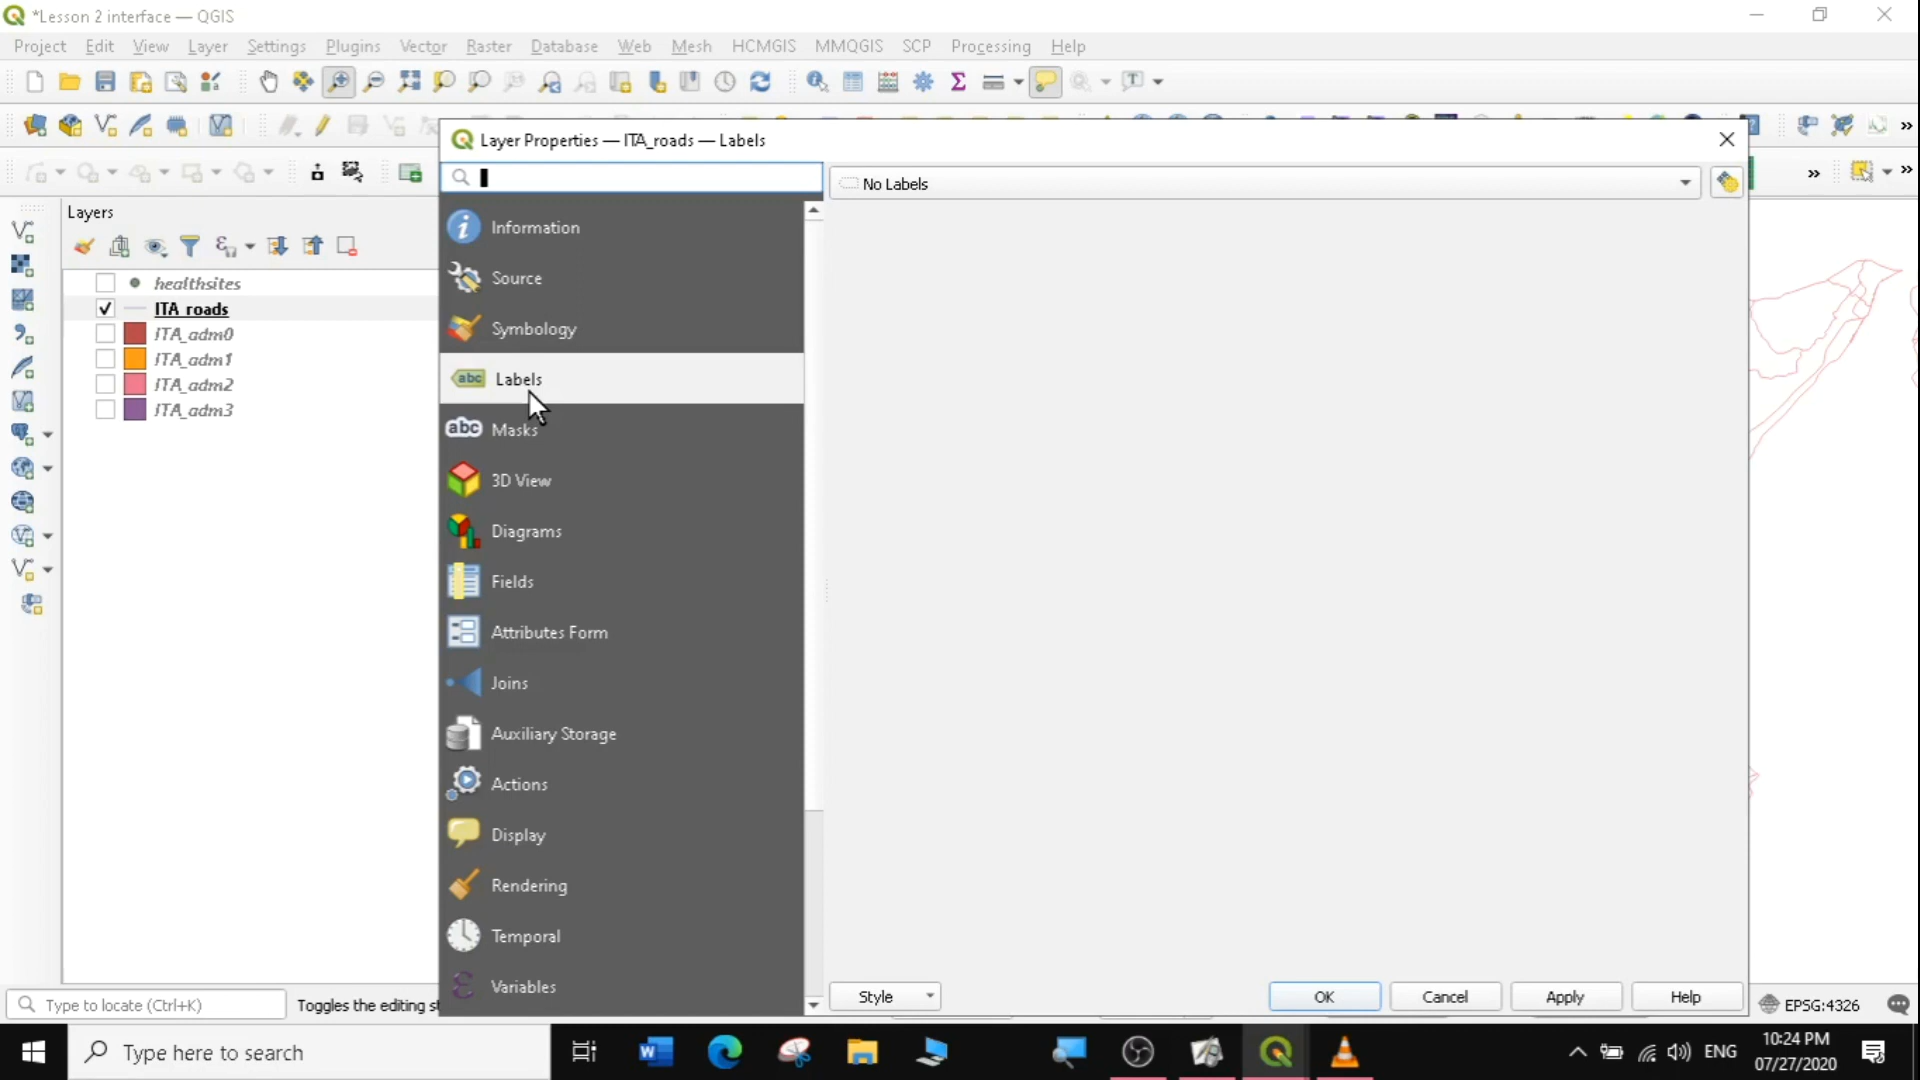 *Lesson 2 interface — QGIS
Project Edit View Layer Settings Plugins Vector Raster Database Web Mesh HCMGIS MMQGIS SCP Processing Help
Layer Properties — ITA_roads — Labels
No Labels
Layers
healthsites
ITA_roads
ITA_adm0
ITA_adm1
ITA_adm2
ITA_adm3
Information
Source
Symbology
abc Labels
abc Masks
3D View
Diagrams
Fields
Attributes Form
Joins
Auxiliary Storage
Actions
Display
Rendering
Temporal
Variables
Style OK Cancel Apply Help
Type to locate (Ctrl+K) Toggles the editing st EPSG:4326
Type here to search ENG 10:24 PM
07/27/2020